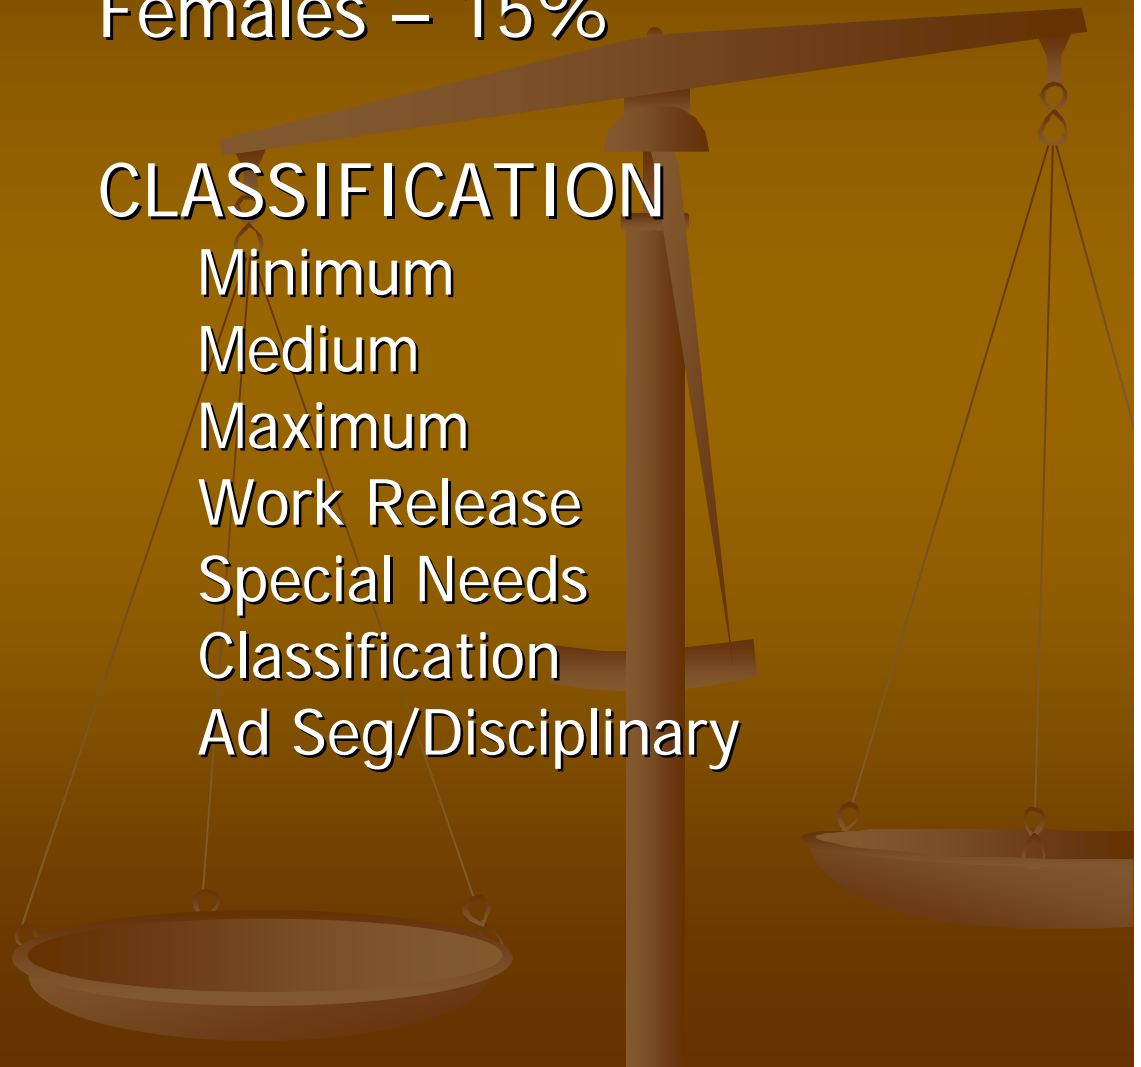 Females – 15%
CLASSIFICATION
Minimum
Medium
Maximum
Work Release
Special Needs
Classification
Ad Seg/Disciplinary